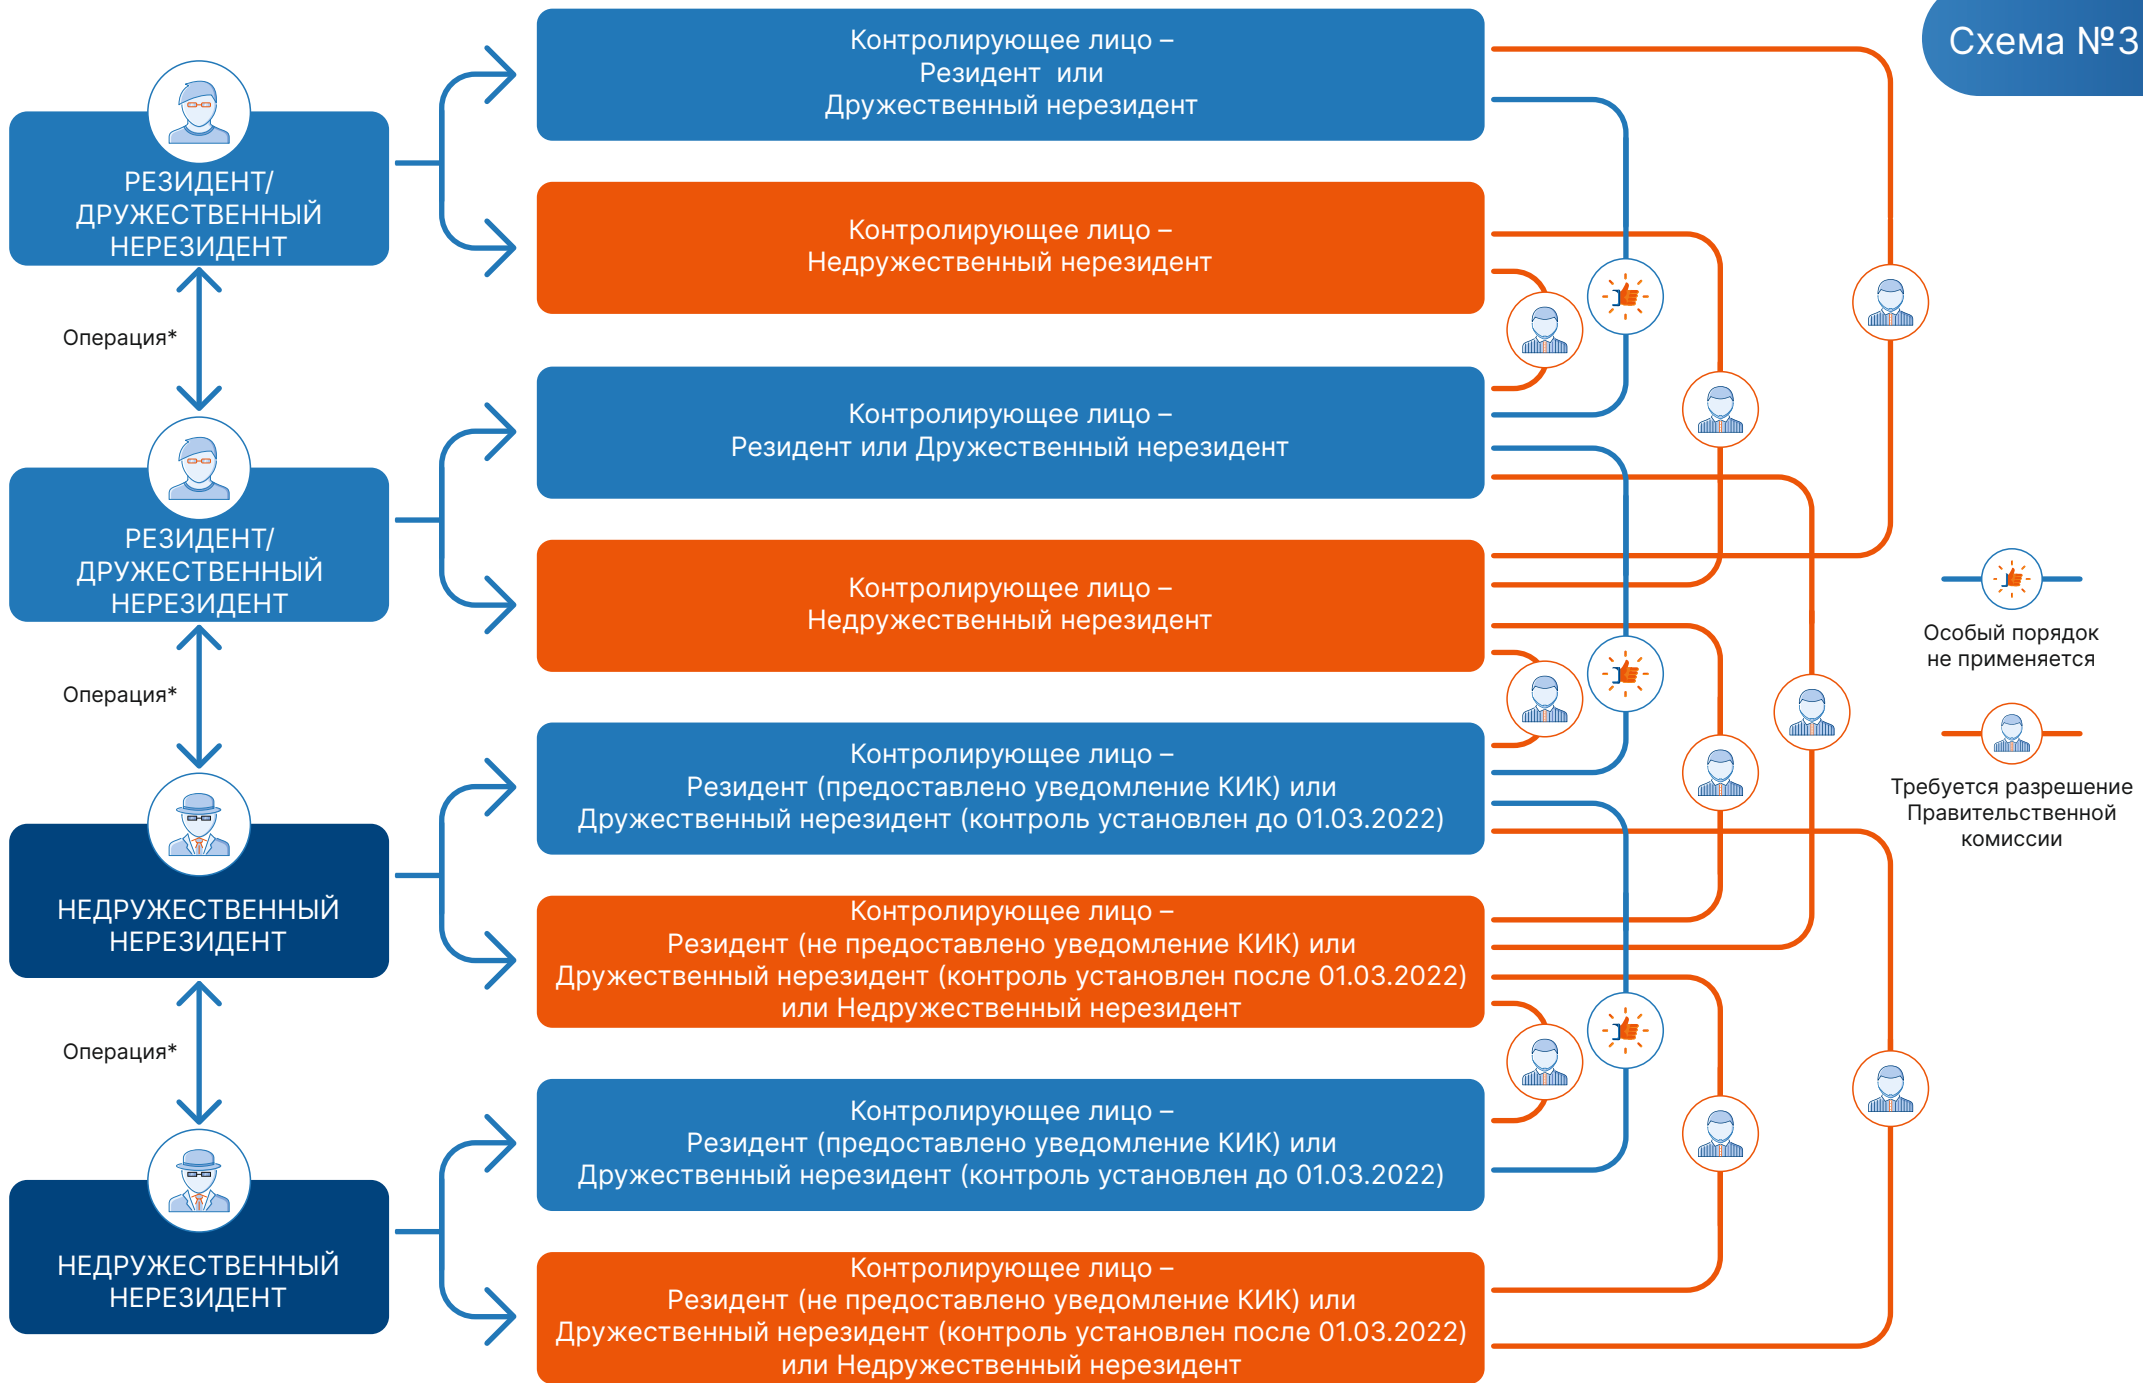 Схема №3
Контролирующее лицо –
Резидент или
Дружественный нерезидент
РЕЗИДЕНТ/
ДРУЖЕСТВЕННЫЙ
НЕРЕЗИДЕНТ
Контролирующее лицо –
Недружественный нерезидент
Операция*
Контролирующее лицо –
Резидент или Дружественный нерезидент
РЕЗИДЕНТ/
ДРУЖЕСТВЕННЫЙ
НЕРЕЗИДЕНТ
Контролирующее лицо –
Недружественный нерезидент
Особый порядок
не применяется
Операция*
Контролирующее лицо –
Резидент (предоставлено уведомление КИК) или
Дружественный нерезидент (контроль установлен до 01.03.2022)
Требуется разрешение
Правительственной
комиссии
НЕДРУЖЕСТВЕННЫЙ
НЕРЕЗИДЕНТ
Контролирующее лицо –
Резидент (не предоставлено уведомление КИК) или
Дружественный нерезидент (контроль установлен после 01.03.2022)
или Недружественный нерезидент
Операция*
Контролирующее лицо –
Резидент (предоставлено уведомление КИК) или
Дружественный нерезидент (контроль установлен до 01.03.2022)
НЕДРУЖЕСТВЕННЫЙ
НЕРЕЗИДЕНТ
Контролирующее лицо –
Резидент (не предоставлено уведомление КИК) или
Дружественный нерезидент (контроль установлен после 01.03.2022)
или Недружественный нерезидент